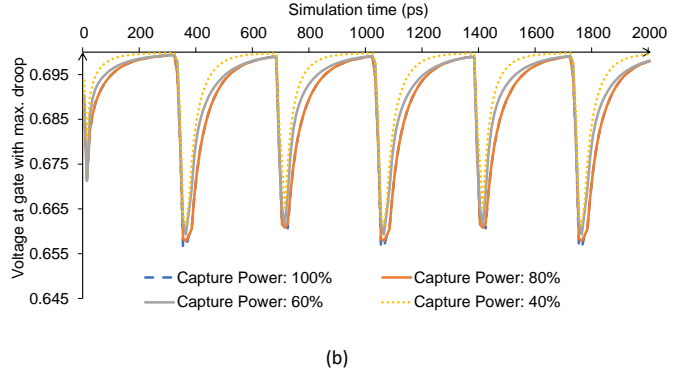 Simulation time (ps)
0 200 400 600 800 1000 1200 1400 1600 1800 2000
Voltage at gate with max. droop
0.695
0.685
0.675
0.665
0.655
0.645
Capture Power: 100% Capture Power: 80%
Capture Power: 60% Capture Power: 40%
(b)